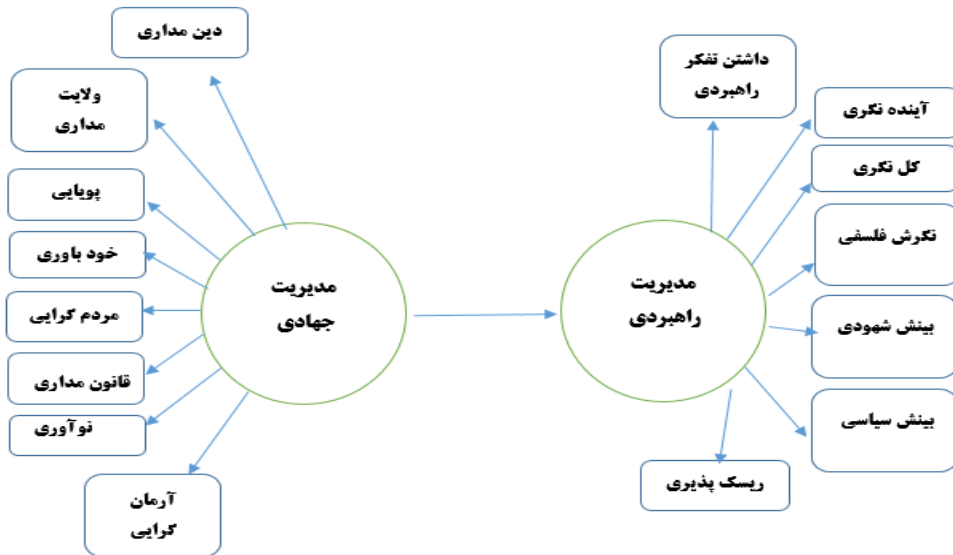 دین مداری
ولایت
مداری
پویایی
خود باوری
مردم گرایی
قانون مداری
نوآوری
آرمان
گرایی
مدیریت
جهادی
مدیریت
راهبردی
داشتن تفکر
راهبردی
آینده نگری
کل نگری
نگرش فلسفی
بینش شهودی
بینش سیاسی
ریسک پذیری